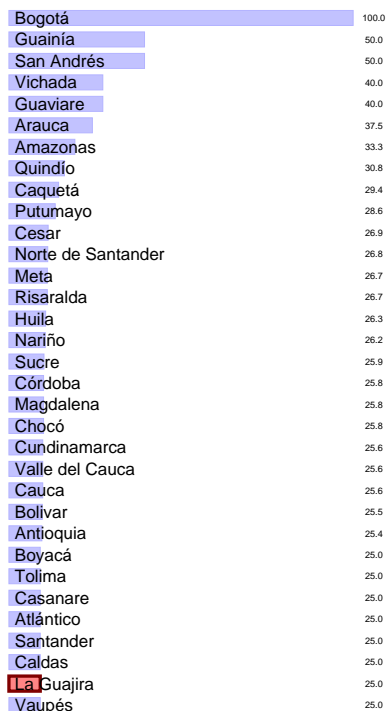 Bogotá 100.0
Guainía 50.0
San Andrés 50.0
Vichada 40.0
Guaviare 40.0
Arauca 37.5
Amazonas 33.3
Quindío 30.8
Caquetá 29.4
Putumayo 28.6
Cesar 26.9
Norte de Santander 26.8
Meta 26.7
Risaralda 26.7
Huila 26.3
Nariño 26.2
Sucre 25.9
Córdoba 25.8
Magdalena 25.8
Chocó 25.8
Cundinamarca 25.6
Valle del Cauca 25.6
Cauca 25.6
Bolivar 25.5
Antioquia 25.4
Boyacá 25.0
Tolima 25.0
Casanare 25.0
Atlántico 25.0
Santander 25.0
Caldas 25.0
La Guajira 25.0
Vaupés 25.0